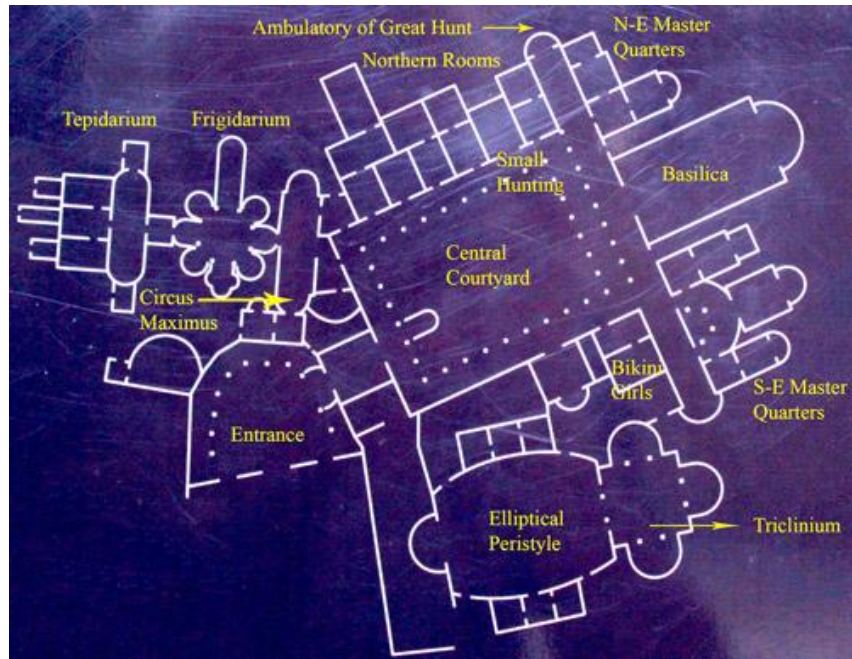 Ambulatory of Great Hunt
N-E Master
Quarters
Northern Rooms
Tepidarium
Frigidarium
Small
Hunting
Basilica
Central
Courtyard
Circus
Maximus
Bikini
Girls
S-E Master
Quarters
Entrance
Elliptical
Peristyle
Triclinium